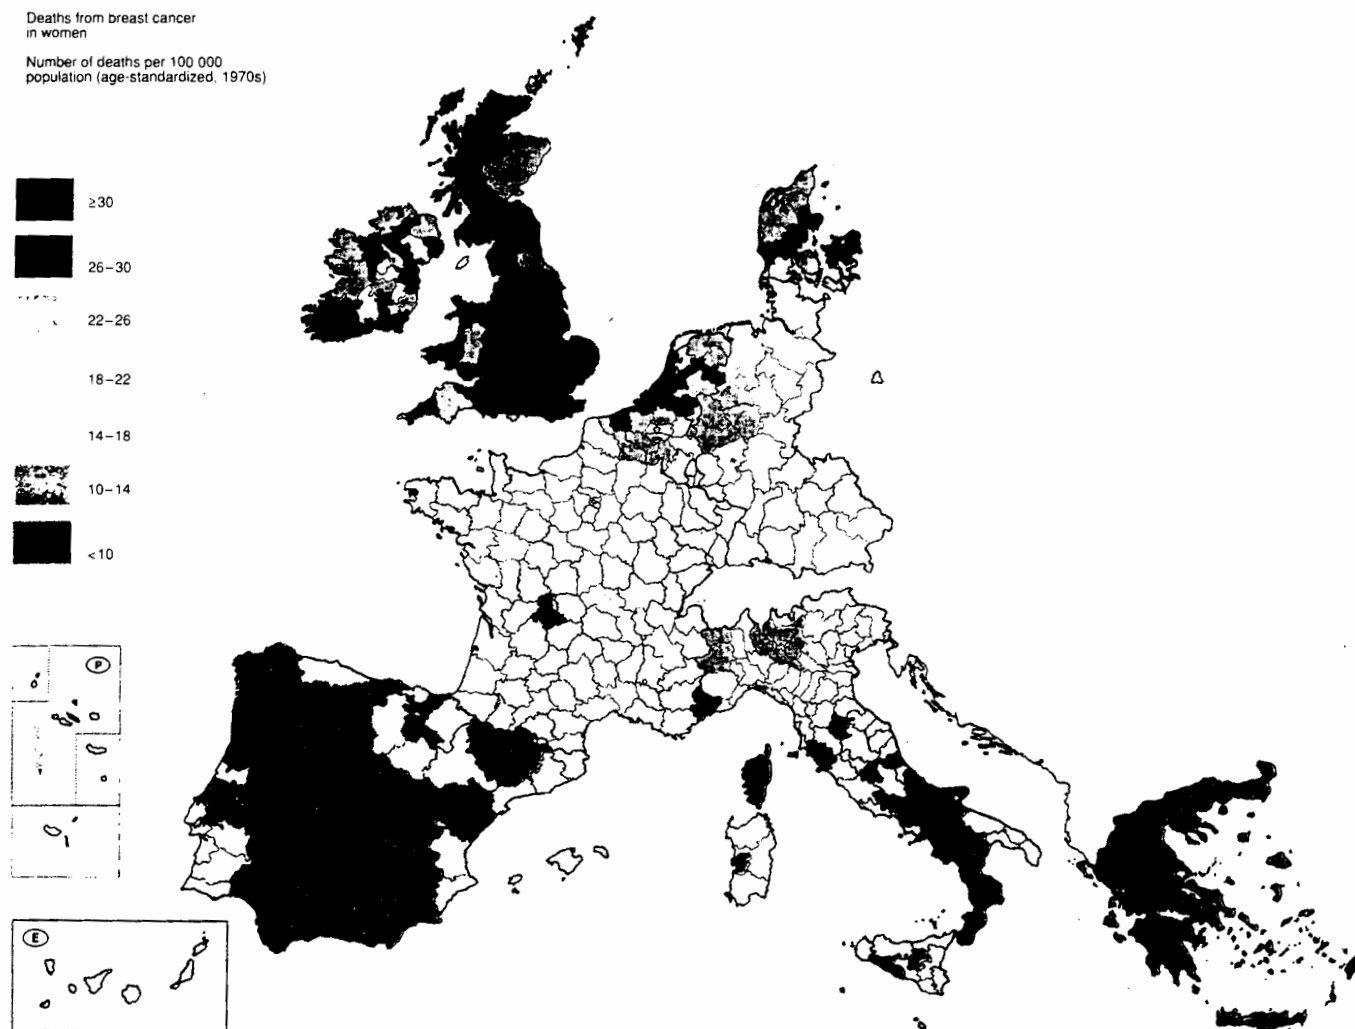 Deaths from breast cancer
in women
Number of deaths per 100 000
population (age-standardized, 1970s)
≥30
26–30
22–26
18–22
14–18
10–14
<10
P
E